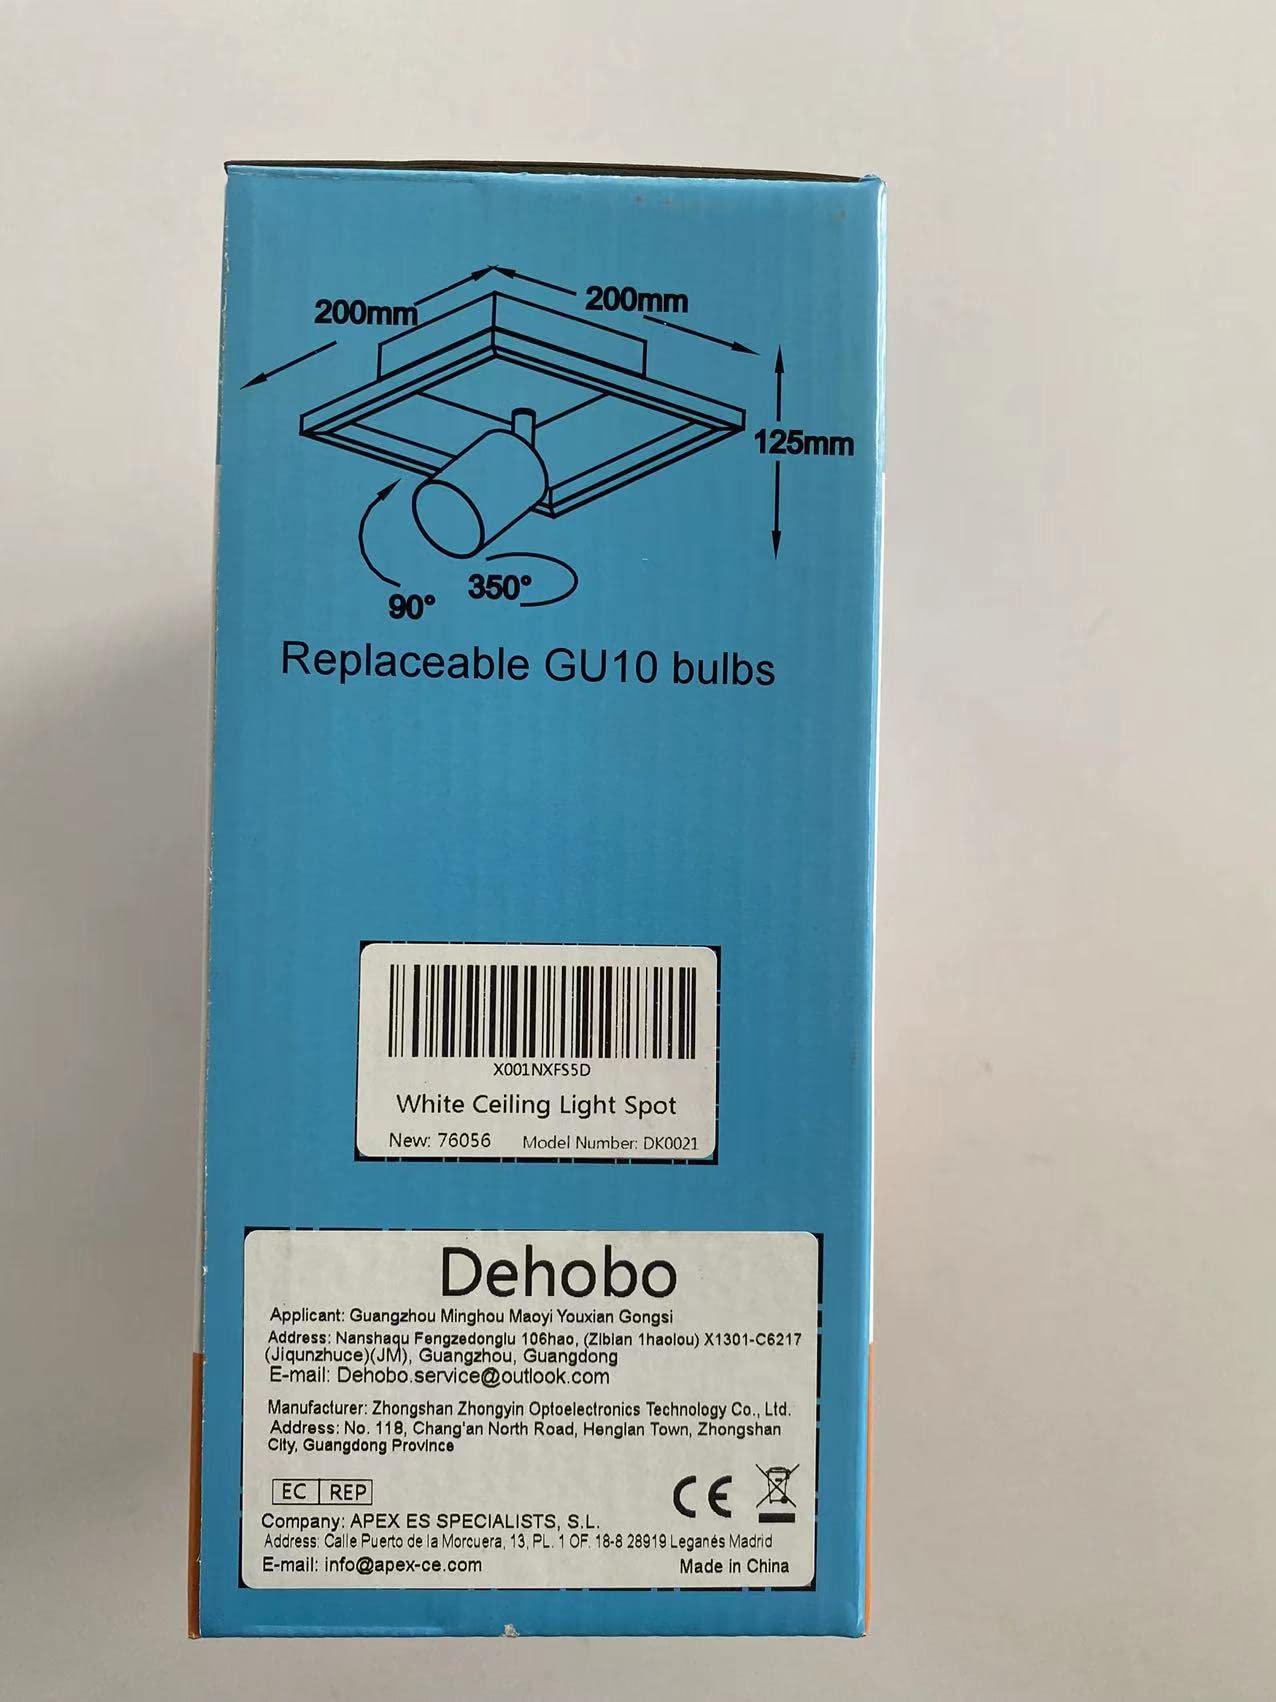 200mm
200mm
125mm
90°
350°
Replaceable GU10 bulbs
X001NXFS5D
White Ceiling Light Spot
New: 76056 Model Number: DK0021
Dehobo
Applicant: Guangzhou Minghou Maoyi Youxian Gongsi
Address: Nanshaqu Fengzedonglu 106hao, (Zibian 1haolou) X1301-C6217
(Jiqunzhuce)(JM), Guangzhou, Guangdong
E-mail: Dehobo.service@outlook.com
Manufacturer: Zhongshan Zhongyin Optoelectronics Technology Co., Ltd.
Address: No. 118, Chang'an North Road, Henglan Town, Zhongshan
City, Guangdong Province
EC REP
CE
Company: APEX ES SPECIALISTS, S.L.
Address: Calle Puerto de la Morcuera, 13, PL. 1 OF. 18-8 28919 Leganés Madrid
E-mail: info@apex-ce.com Made in China